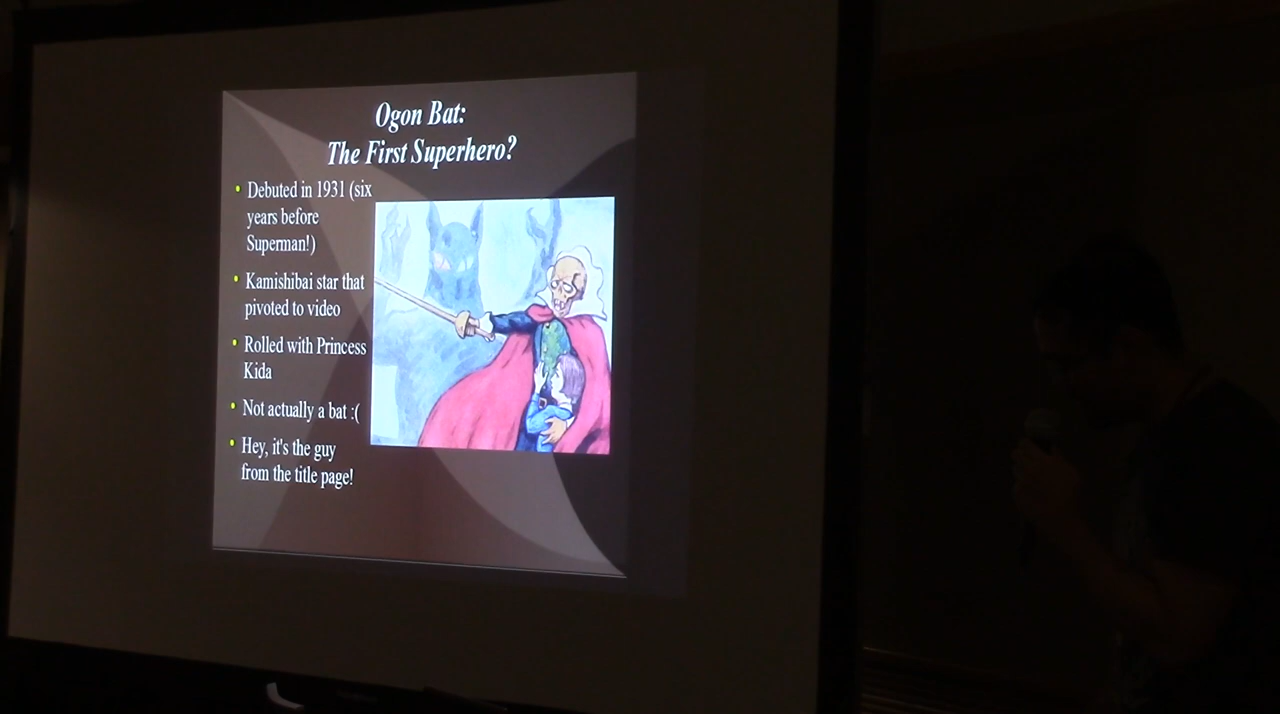 Ogon Bat:
The First Superhero?
Debuted in 1931 (six
years before
Superman!)
Kamishibai star that
pivoted to video
Rolled with Princess
Kida
Not actually a bat :(
Hey, it's the guy
from the title page!